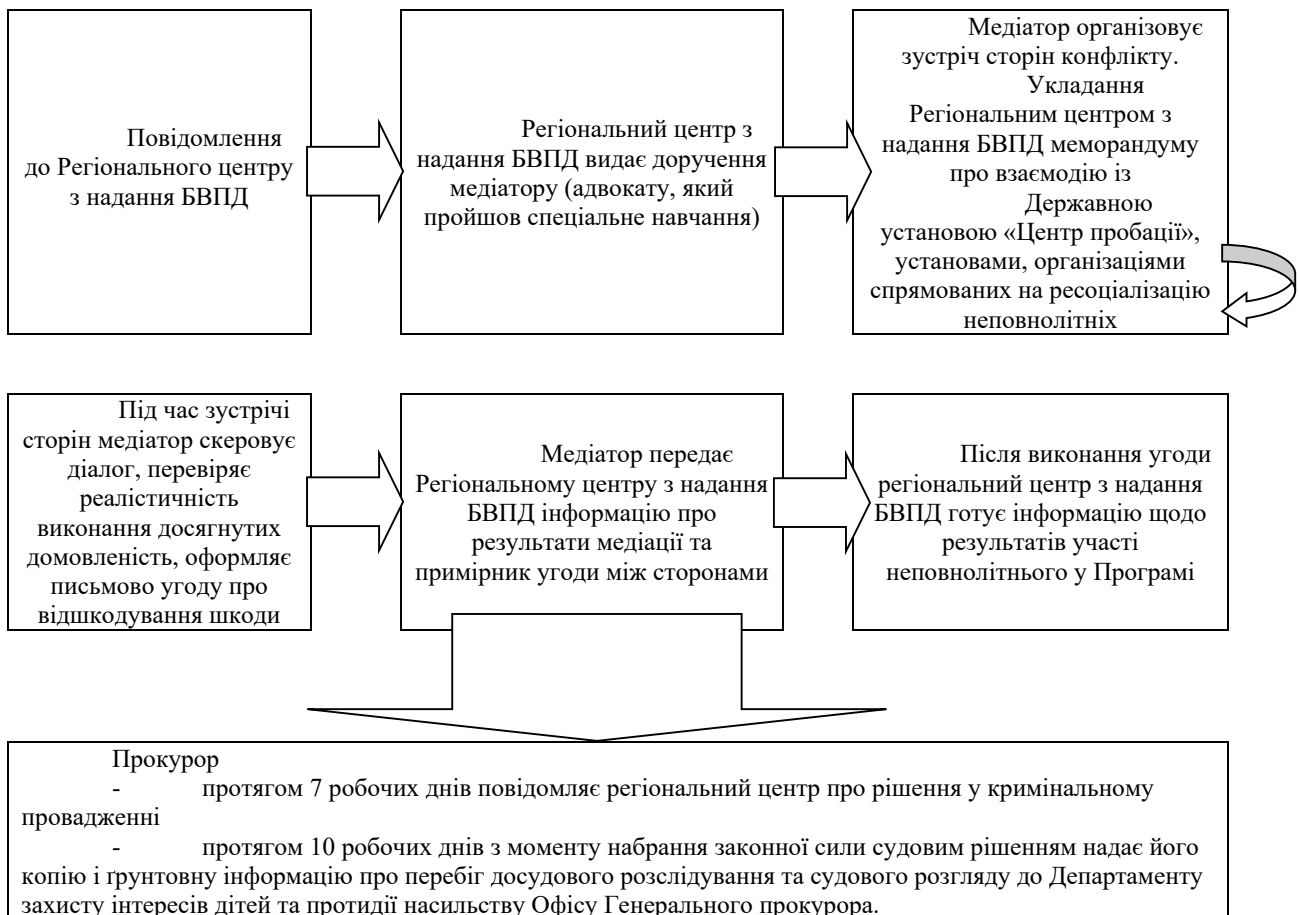 Повідомлення
до Регіонального центру
з надання БВПД
Регіональний центр з
надання БВПД видає доручення
медіатору (адвокату, який
пройшов спеціальне навчання)
Медіатор організовує
зустріч сторін конфлікту.
Укладання
Регіональним центром з
надання БВПД меморандуму
про взаємодію із
Державною
установою «Центр пробації»,
установами, організаціями
спрямованих на ресоціалізацію
неповнолітніх
Під час зустрічі
сторін медіатор скеровує
діалог, перевіряє
реалістичність
виконання досягнутих
домовленість, оформляє
письмово угоду про
відшкодування шкоди
Медіатор передає
Регіональному центру з надання
БВПД інформацію про
результати медіації та
примірник угоди між сторонами
Після виконання угоди
регіональний центр з надання
БВПД готує інформацію щодо
результатів участі
неповнолітнього у Програмі
Прокурор
- протягом 7 робочих днів повідомляє регіональний центр про рішення у кримінальному
провадженні
- протягом 10 робочих днів з моменту набрання законної сили судовим рішенням надає його
копію і ґрунтовну інформацію про перебіг досудового розслідування та судового розгляду до Департаменту
захисту інтересів дітей та протидії насильству Офісу Генерального прокурора.